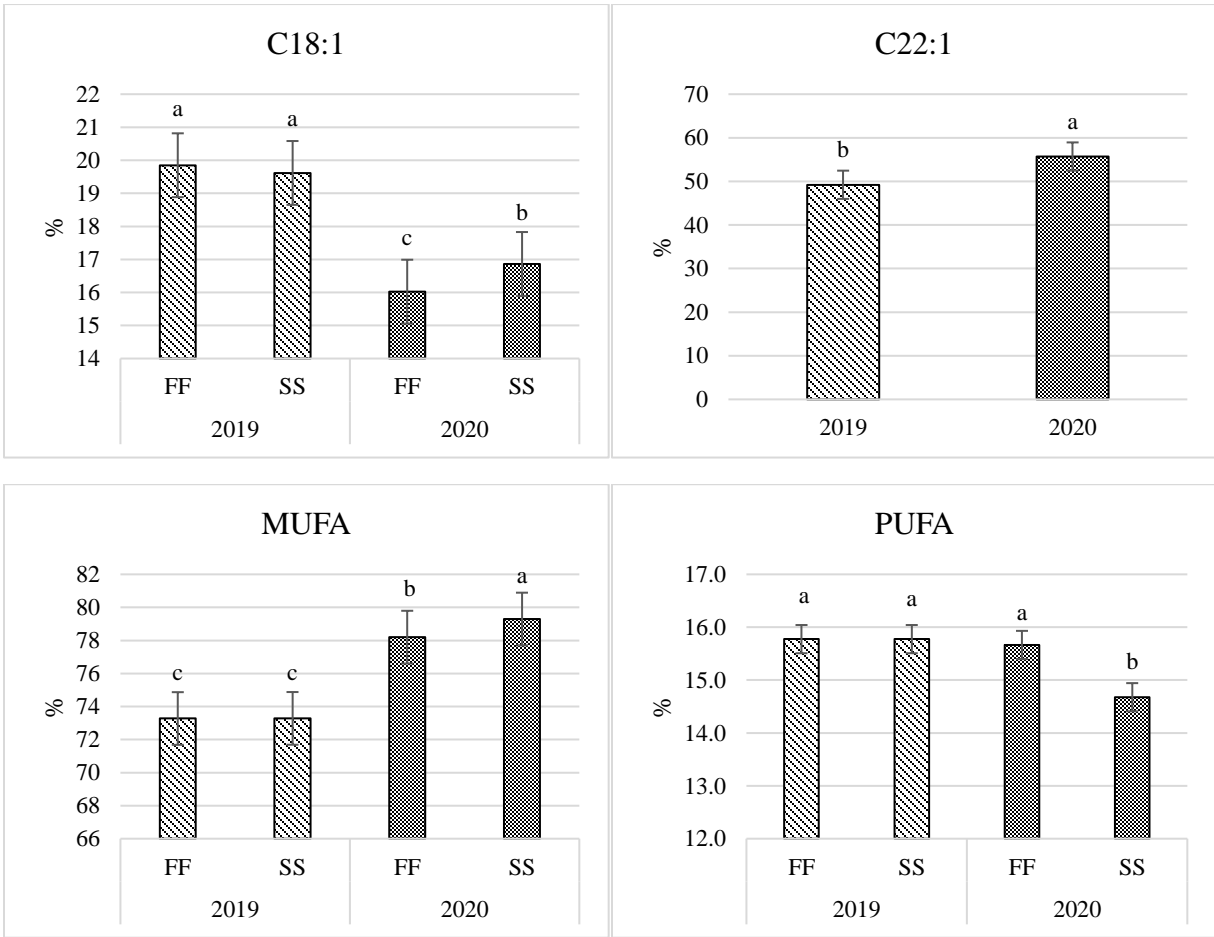 C18:1
22
21
20
19
18
17
16
15
14
%
a
a
c
b
FF
SS
FF
SS
2019
2020
C22:1
70
60
50
40
30
20
10
0
%
b
a
2019
2020
MUFA
82
80
78
76
74
72
70
68
66
%
c
c
b
a
FF
SS
FF
SS
2019
2020
PUFA
17.0
16.0
15.0
14.0
13.0
12.0
%
a
a
a
b
FF
SS
FF
SS
2019
2020